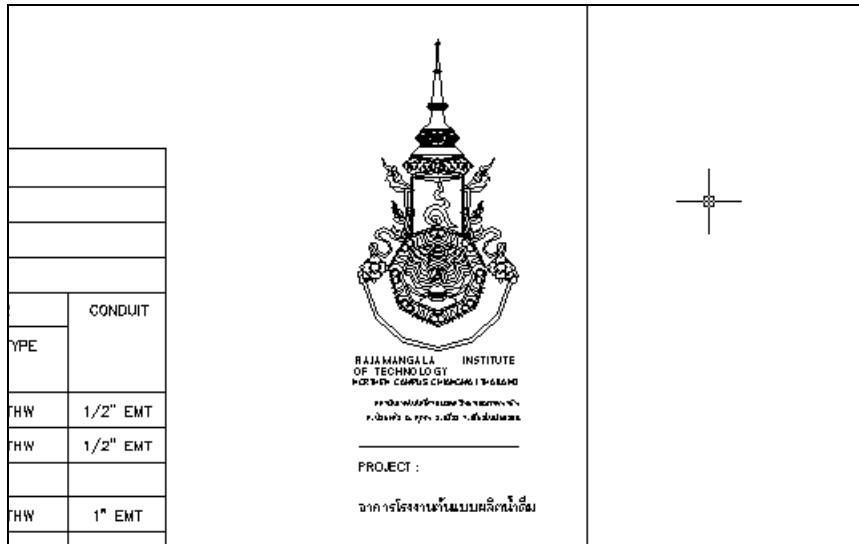 CONDUIT
YPE
THW 1/2" EMT
THW 1/2" EMT
THW 1" EMT
RAJAMANGALA INSTITUTE
OF TECHNOLOGY
PROJECT :
อาคารโรงงานต้นแบบผลิตน้ำดื่ม